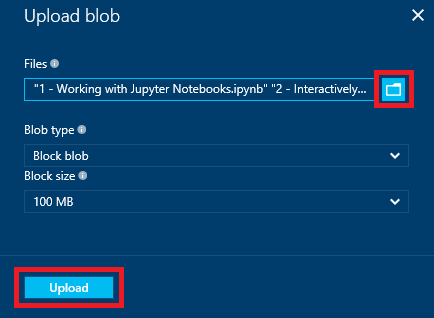 Upload blob
Files
"1 - Working with Jupyter Notebooks.ipynb" "2 - Interactively...
Blob type
Block blob
Block size
100 MB
Upload